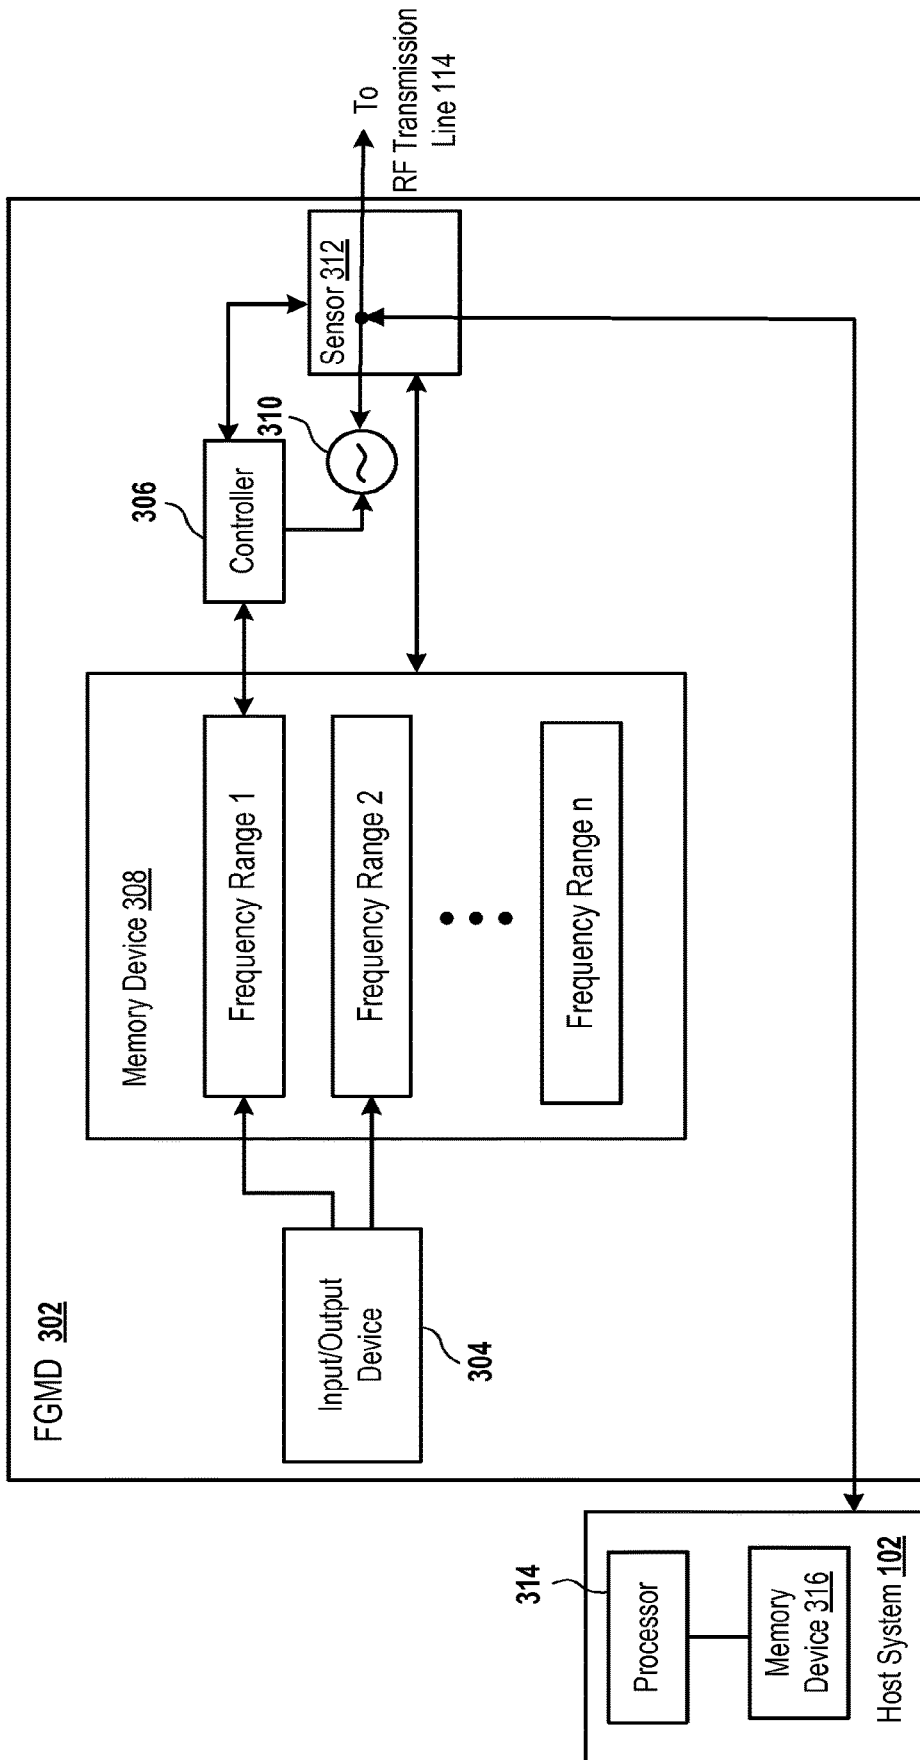 FGMD 302
Input/Output
Device
304
Memory Device 308
Frequency Range 1
Frequency Range 2
Frequency Range n
306
Controller
310
Sensor 312
To
RF Transmission
Line 114
314
Processor
Memory
Device 316
Host System 102